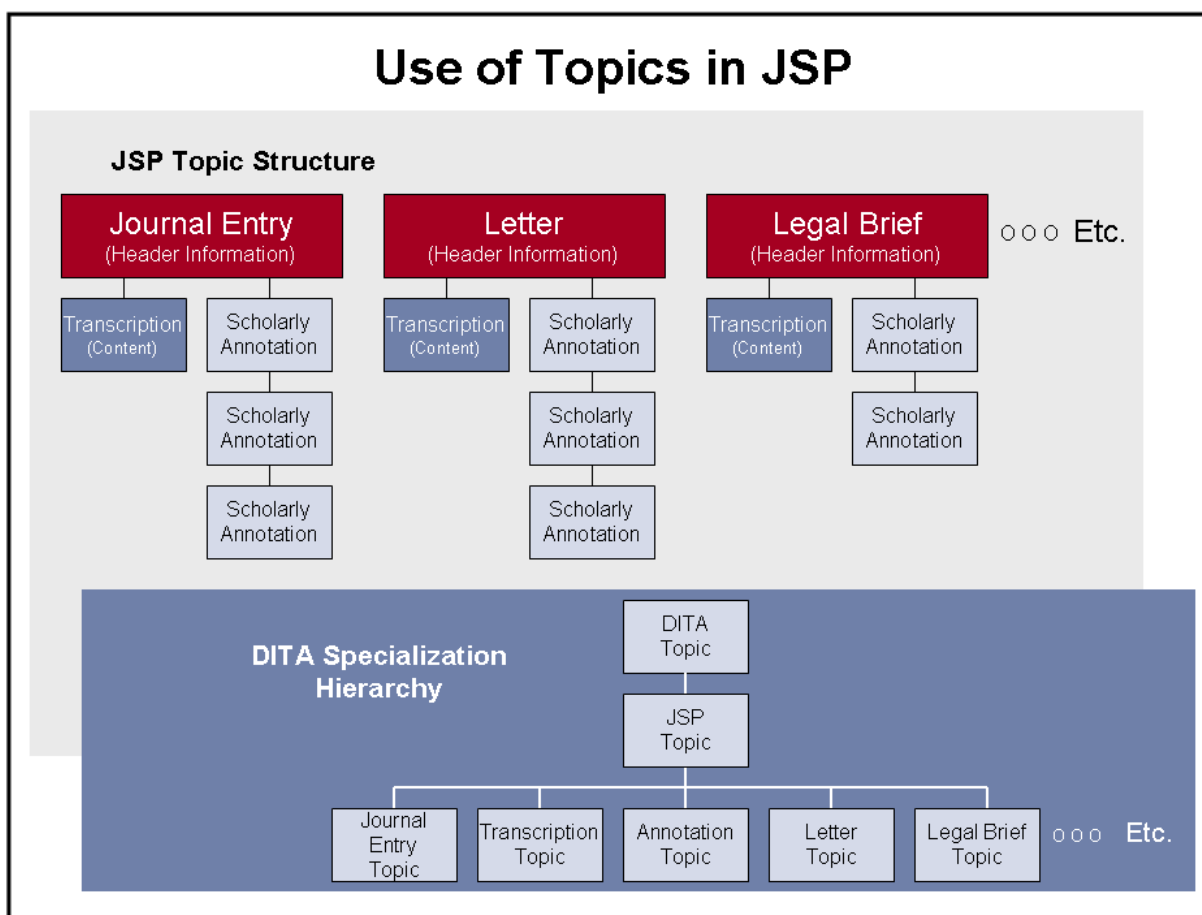 Use of Topics in JSP
JSP Topic Structure
Journal Entry
(Header Information)
Letter
(Header Information)
Legal Brief
(Header Information)
○○○ Etc.
Transcription
(Content)
Scholarly
Annotation
Transcription
(Content)
Scholarly
Annotation
Transcription
(Content)
Scholarly
Annotation
Scholarly
Annotation
Scholarly
Annotation
Scholarly
Annotation
Scholarly
Annotation
Scholarly
Annotation
DITA Specialization
Hierarchy
DITA
Topic
JSP
Topic
Journal
Entry
Topic
Transcription
Topic
Annotation
Topic
Letter
Topic
Legal Brief
Topic
○○○ Etc.